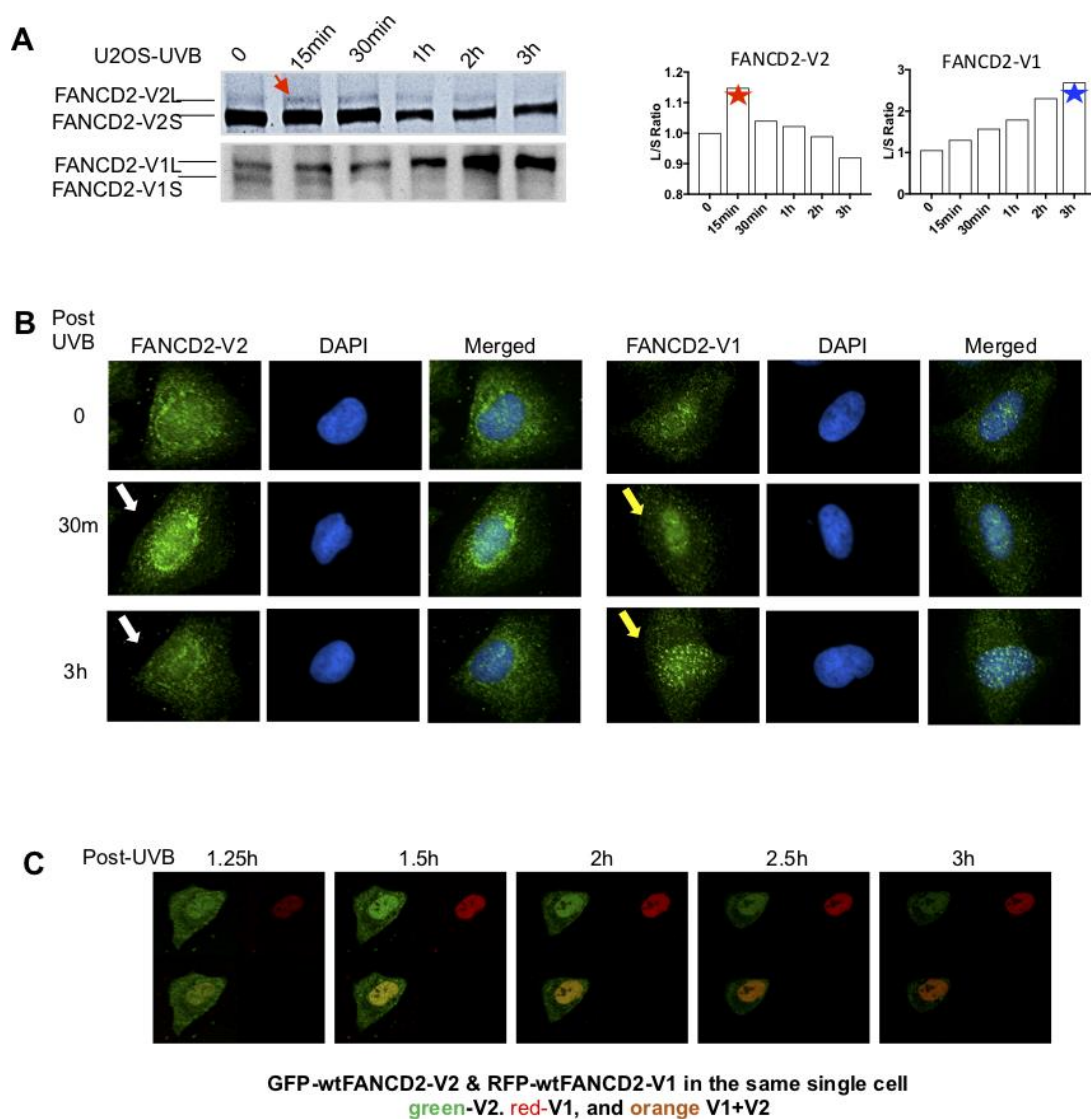 A
U2OS-UVB
0 15min 30min 1h 2h 3h
FANCD2-V2L
FANCD2-V2S
FANCD2-V1L
FANCD2-V1S
FANCD2-V2
L/S Ratio
1.2
1.1
1.0
0.9
0.8
0 15min 30min 1h 2h 3h
FANCD2-V1
L/S Ratio
3
2
1
0
0 15min 30min 1h 2h 3h
B
Post
UVB
FANCD2-V2 DAPI Merged FANCD2-V1 DAPI Merged
0
30m
3h
C
Post-UVB 1.25h 1.5h 2h 2.5h 3h
GFP-wtFANCD2-V2 & RFP-wtFANCD2-V1 in the same single cell
green-V2. red-V1, and orange V1+V2